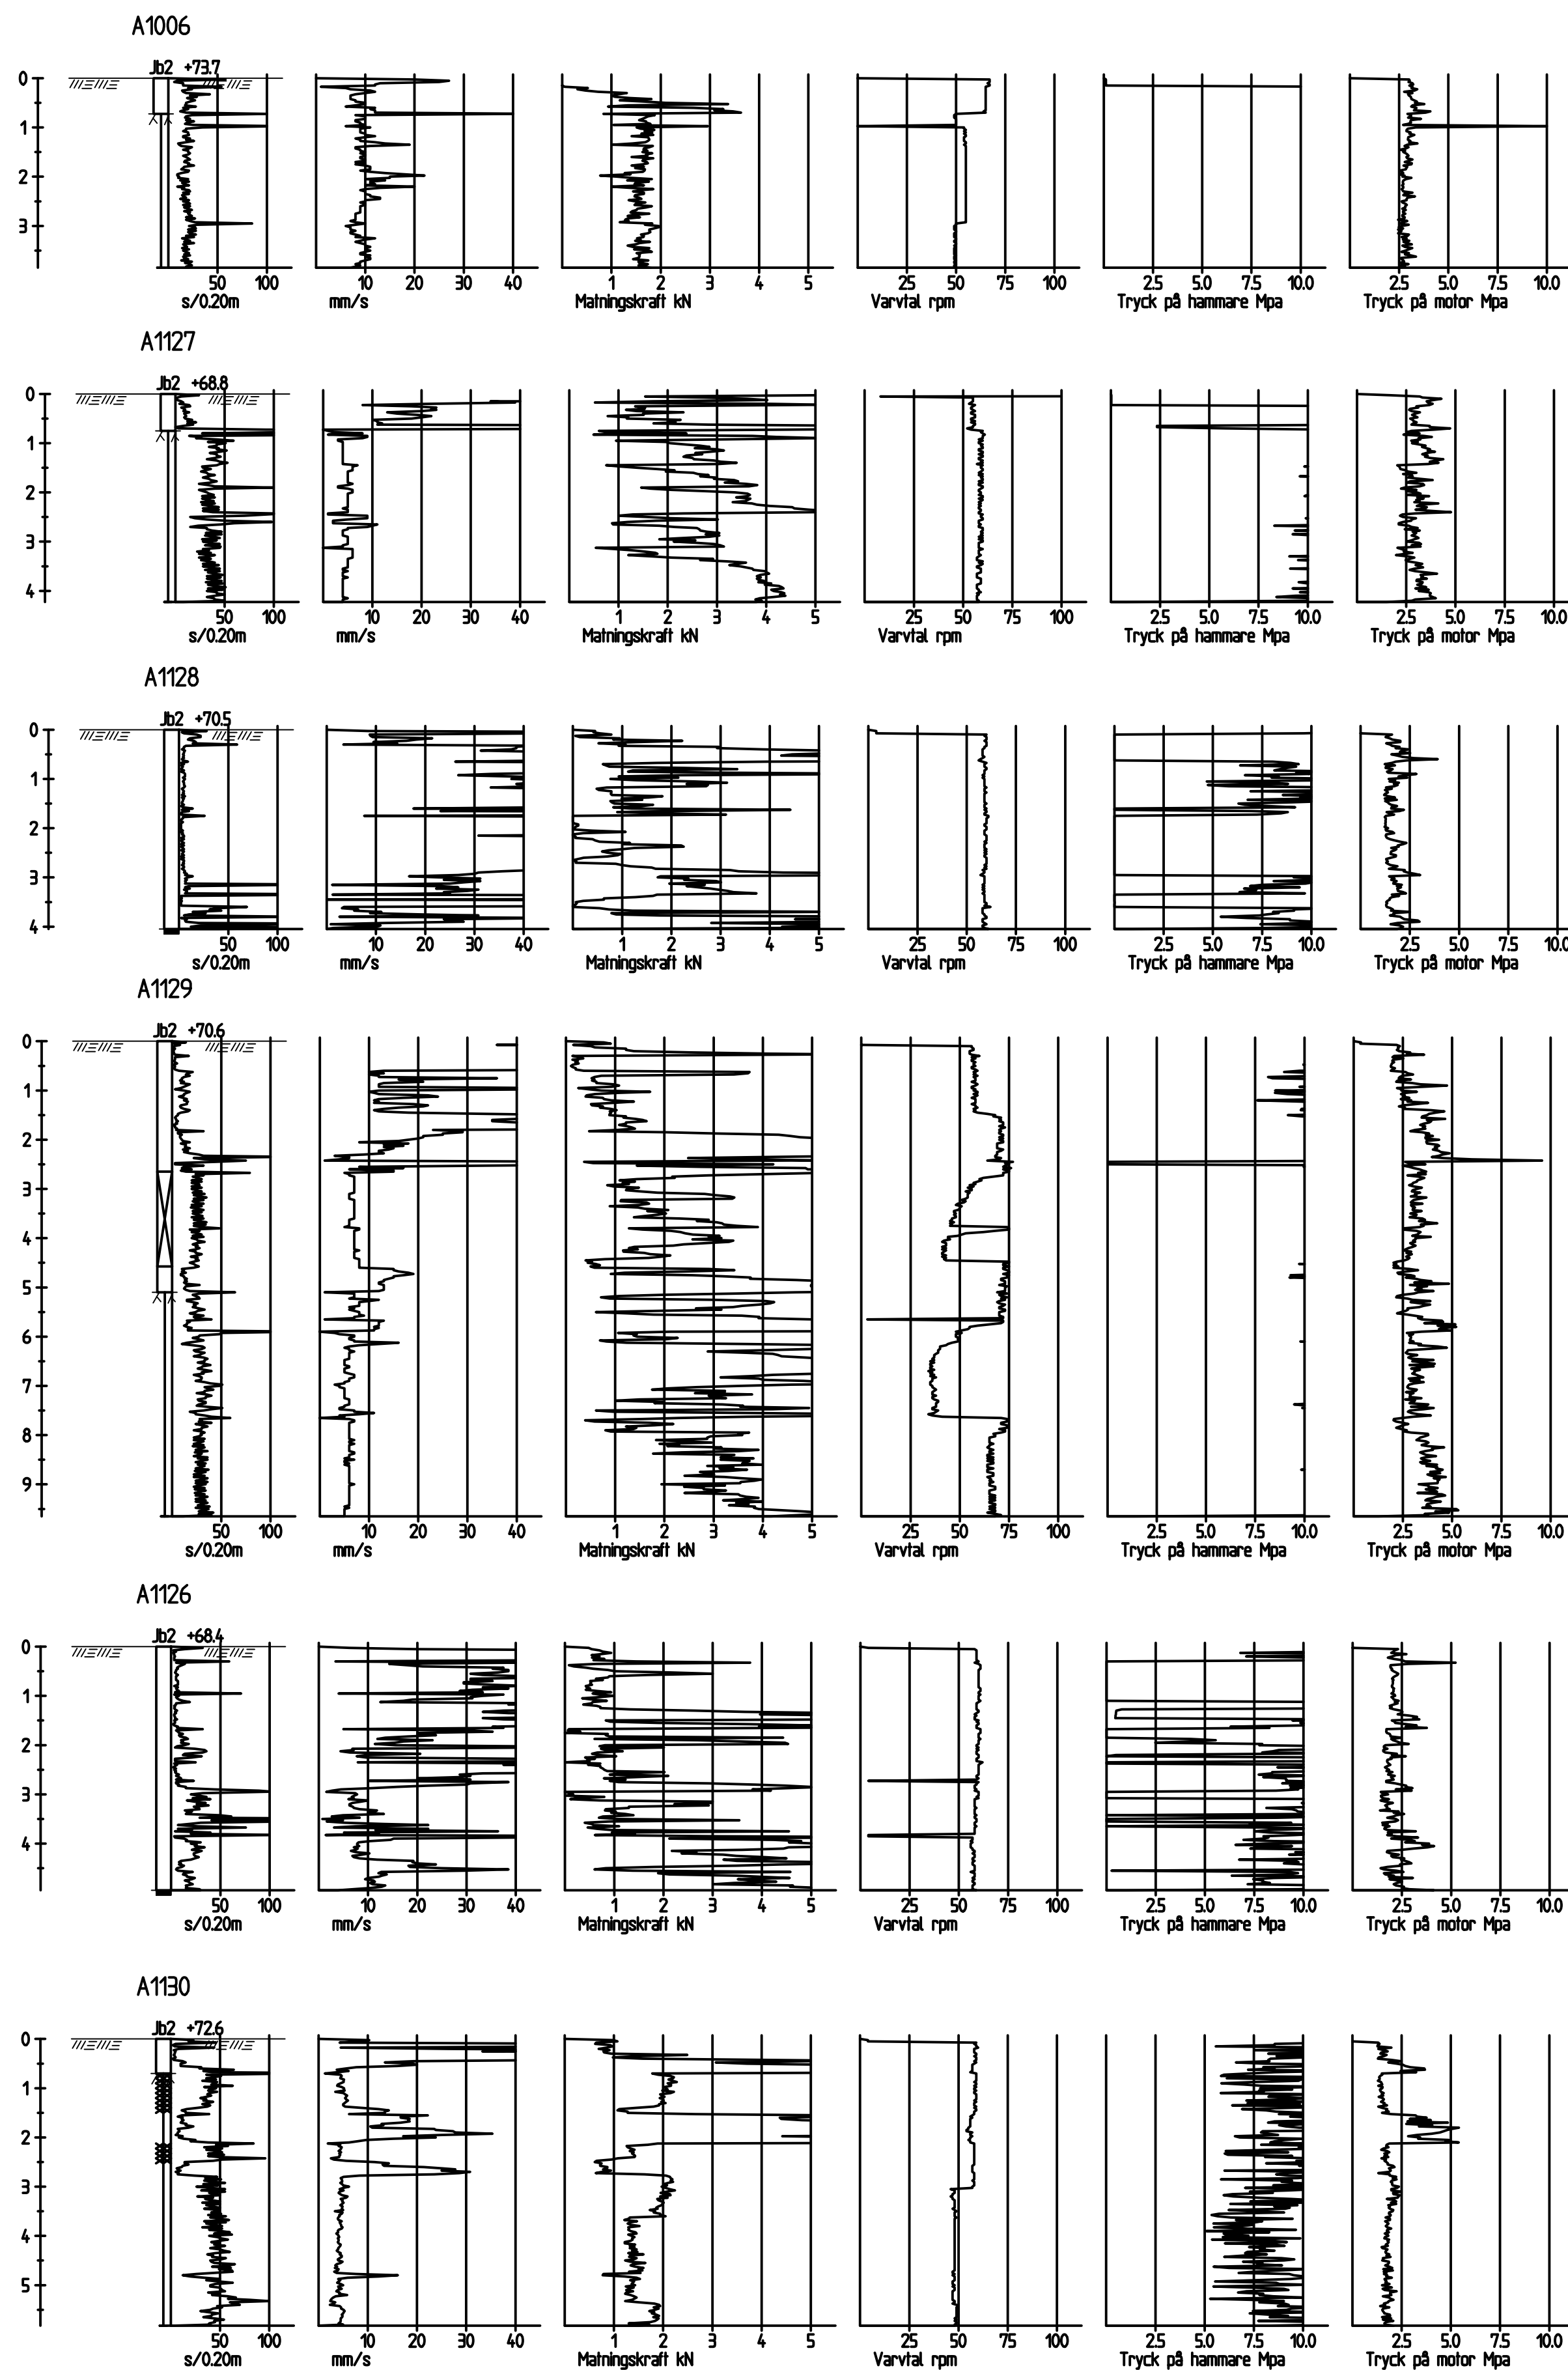 A1006
Jb2 +73.7
0
1
2
3
50 100 10 20 30 40 1 2 3 4 5 25 50 75 100 2.5 5.0 7.5 10.0 2.5 5.0 7.5 10.0
s/0.20m mm/s Matningskraft kN Varvtal rpm Tryck på hammare Mpa Tryck på motor Mpa
A1127
Jb2 +68.8
0
1
2
3
4
50 100 10 20 30 40 1 2 3 4 5 25 50 75 100 2.5 5.0 7.5 10.0 2.5 5.0 7.5 10.0
s/0.20m mm/s Matningskraft kN Varvtal rpm Tryck på hammare Mpa Tryck på motor Mpa
A1128
Jb2 +70.5
0
1
2
3
4
50 100 10 20 30 40 1 2 3 4 5 25 50 75 100 2.5 5.0 7.5 10.0 2.5 5.0 7.5 10.0
s/0.20m mm/s Matningskraft kN Varvtal rpm Tryck på hammare Mpa Tryck på motor Mpa
A1129
Jb2 +70.6
0
1
2
3
4
5
6
7
8
9
50 100 10 20 30 40 1 2 3 4 5 25 50 75 100 2.5 5.0 7.5 10.0 2.5 5.0 7.5 10.0
s/0.20m mm/s Matningskraft kN Varvtal rpm Tryck på hammare Mpa Tryck på motor Mpa
A1126
Jb2 +68.4
0
1
2
3
4
50 100 10 20 30 40 1 2 3 4 5 25 50 75 100 2.5 5.0 7.5 10.0 2.5 5.0 7.5 10.0
s/0.20m mm/s Matningskraft kN Varvtal rpm Tryck på hammare Mpa Tryck på motor Mpa
A1130
Jb2 +72.6
0
1
2
3
4
5
50 100 10 20 30 40 1 2 3 4 5 25 50 75 100 2.5 5.0 7.5 10.0 2.5 5.0 7.5 10.0
s/0.20m mm/s Matningskraft kN Varvtal rpm Tryck på hammare Mpa Tryck på motor Mpa